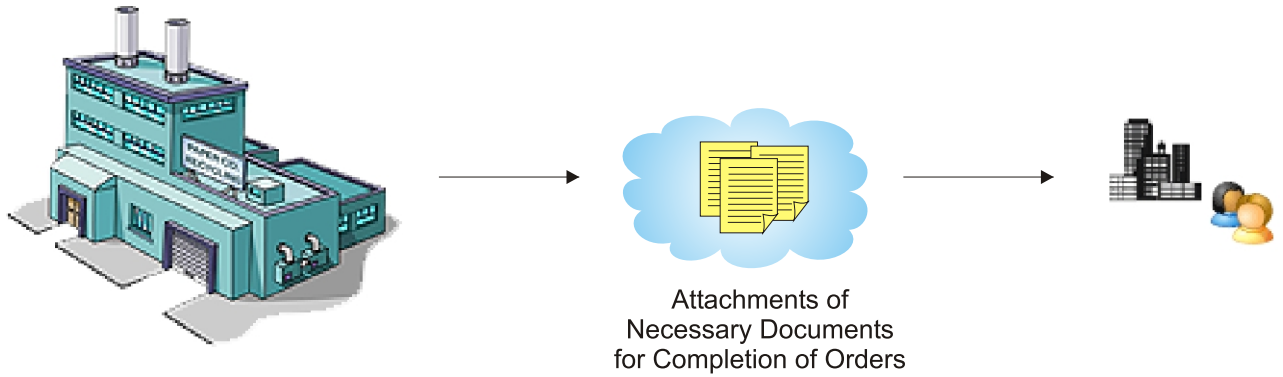 Attachments of
Necessary Documents
for Completion of Orders